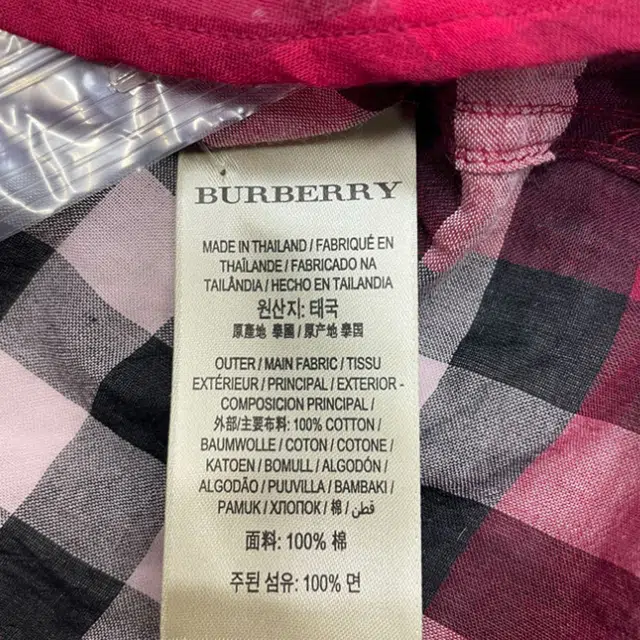 BURBERRY
MADE IN THAILAND / FABRIQUÉ EN
THAÏLANDE / FABRICADO NA
TAILÂNDIA / HECHO EN TAILANDIA
원산지: 태국
原產地 泰國 / 原产地 泰国
OUTER / MAIN FABRIC / TISSU
EXTÉRIEUR / PRINCIPAL / EXTERIOR -
COMPOSICION PRINCIPAL /
外部/主要布料: 100% COTTON /
BAUMWOLLE / COTON / COTONE /
KATOEN / BOMULL / ALGODÓN /
ALGODÃO / PUUVILLA / BAMBAKI /
PAMUK / ХЛОПОК / 棉 / قطن
面料: 100% 棉
주된 섬유: 100% 면